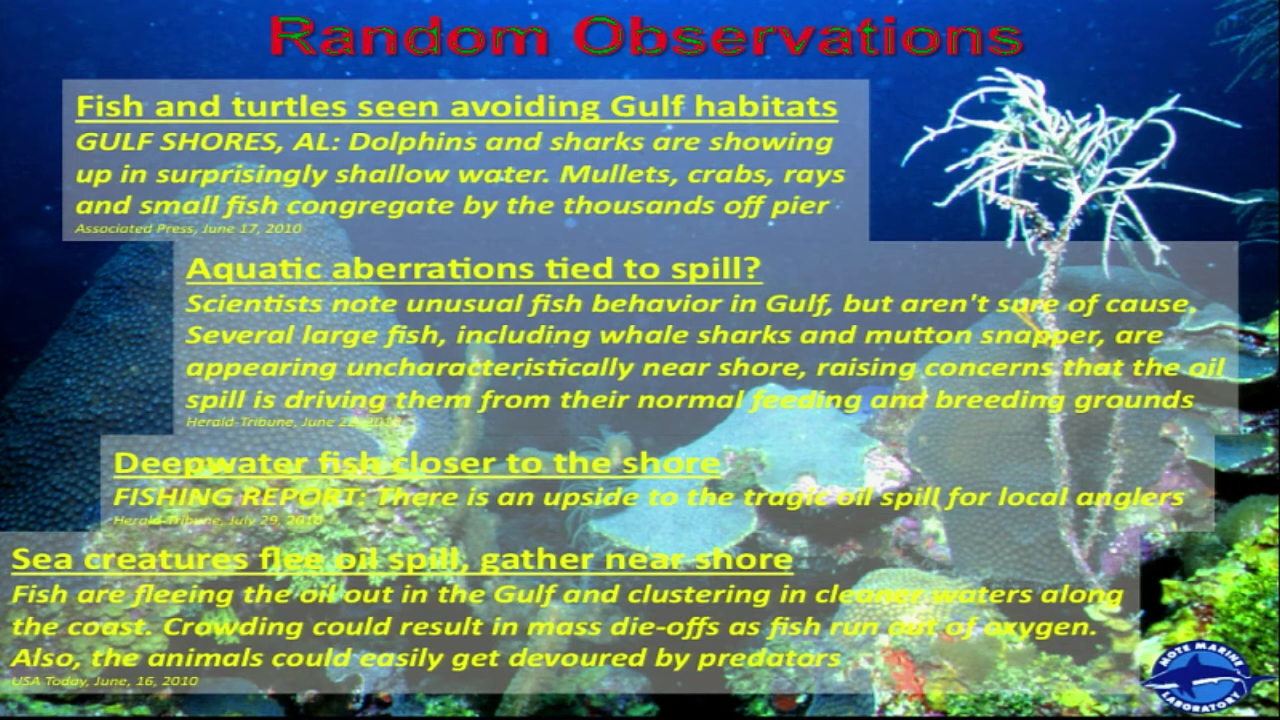 Random Observations
Fish and turtles seen avoiding Gulf habitats
GULF SHORES, AL: Dolphins and sharks are showing
up in surprisingly shallow water. Mullets, crabs, rays
and small fish congregate by the thousands off pier
Associated Press, June 17, 2010
Aquatic aberrations tied to spill?
Scientists note unusual fish behavior in Gulf, but aren't sure of cause.
Several large fish, including whale sharks and mutton snapper, are
appearing uncharacteristically near shore, raising concerns that the oil
spill is driving them from their normal feeding and breeding grounds
Herald-Tribune, June
Deepwater fish closer to the shore
FISHING REPORT: There is an upside to the tragic oil spill for local anglers
Herald-Tribune, July 29, 2010
Sea creatures flee oil spill, gather near shore
Fish are fleeing the oil out in the Gulf and clustering in cleaner waters along
the coast. Crowding could result in mass die-offs as fish run out of oxygen.
Also, the animals could easily get devoured by predators
USA Today, June, 16, 2010
MOTE MARINE
LABORATORY